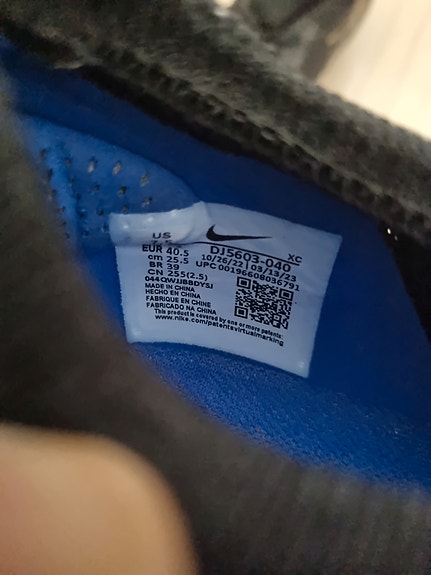 US
EUR 40.5
cm 25.5
BR 39
CN 255(2.5)
XC
DJ5603-040
10/26/22 | 03/13/23
UPC 00196608036791
MADE IN CHINA
HECHO EN CHINA
FABRIQUE EN CHINE
FABRICADO NA CHINA
This product is covered by one or more patents:
www.nike.com/patentsvirtualmarking